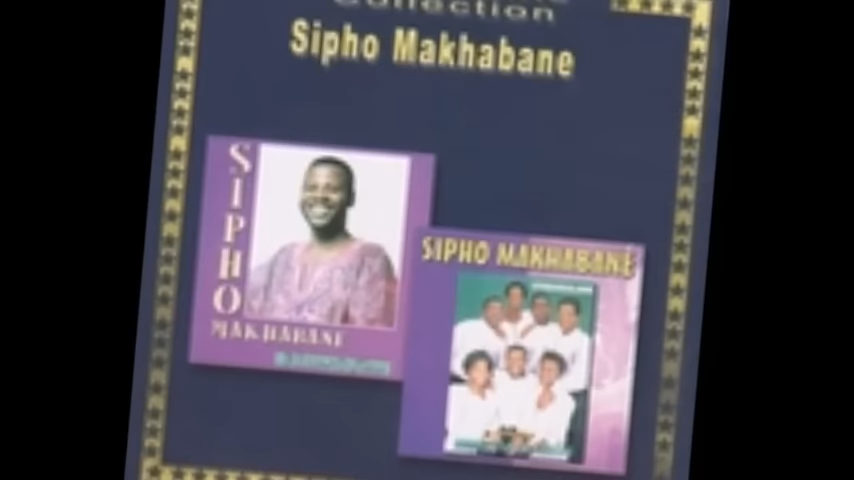 Collection
Sipho Makhabane
SIPHO
MAKHABANE
SIPHO MAKHABANE